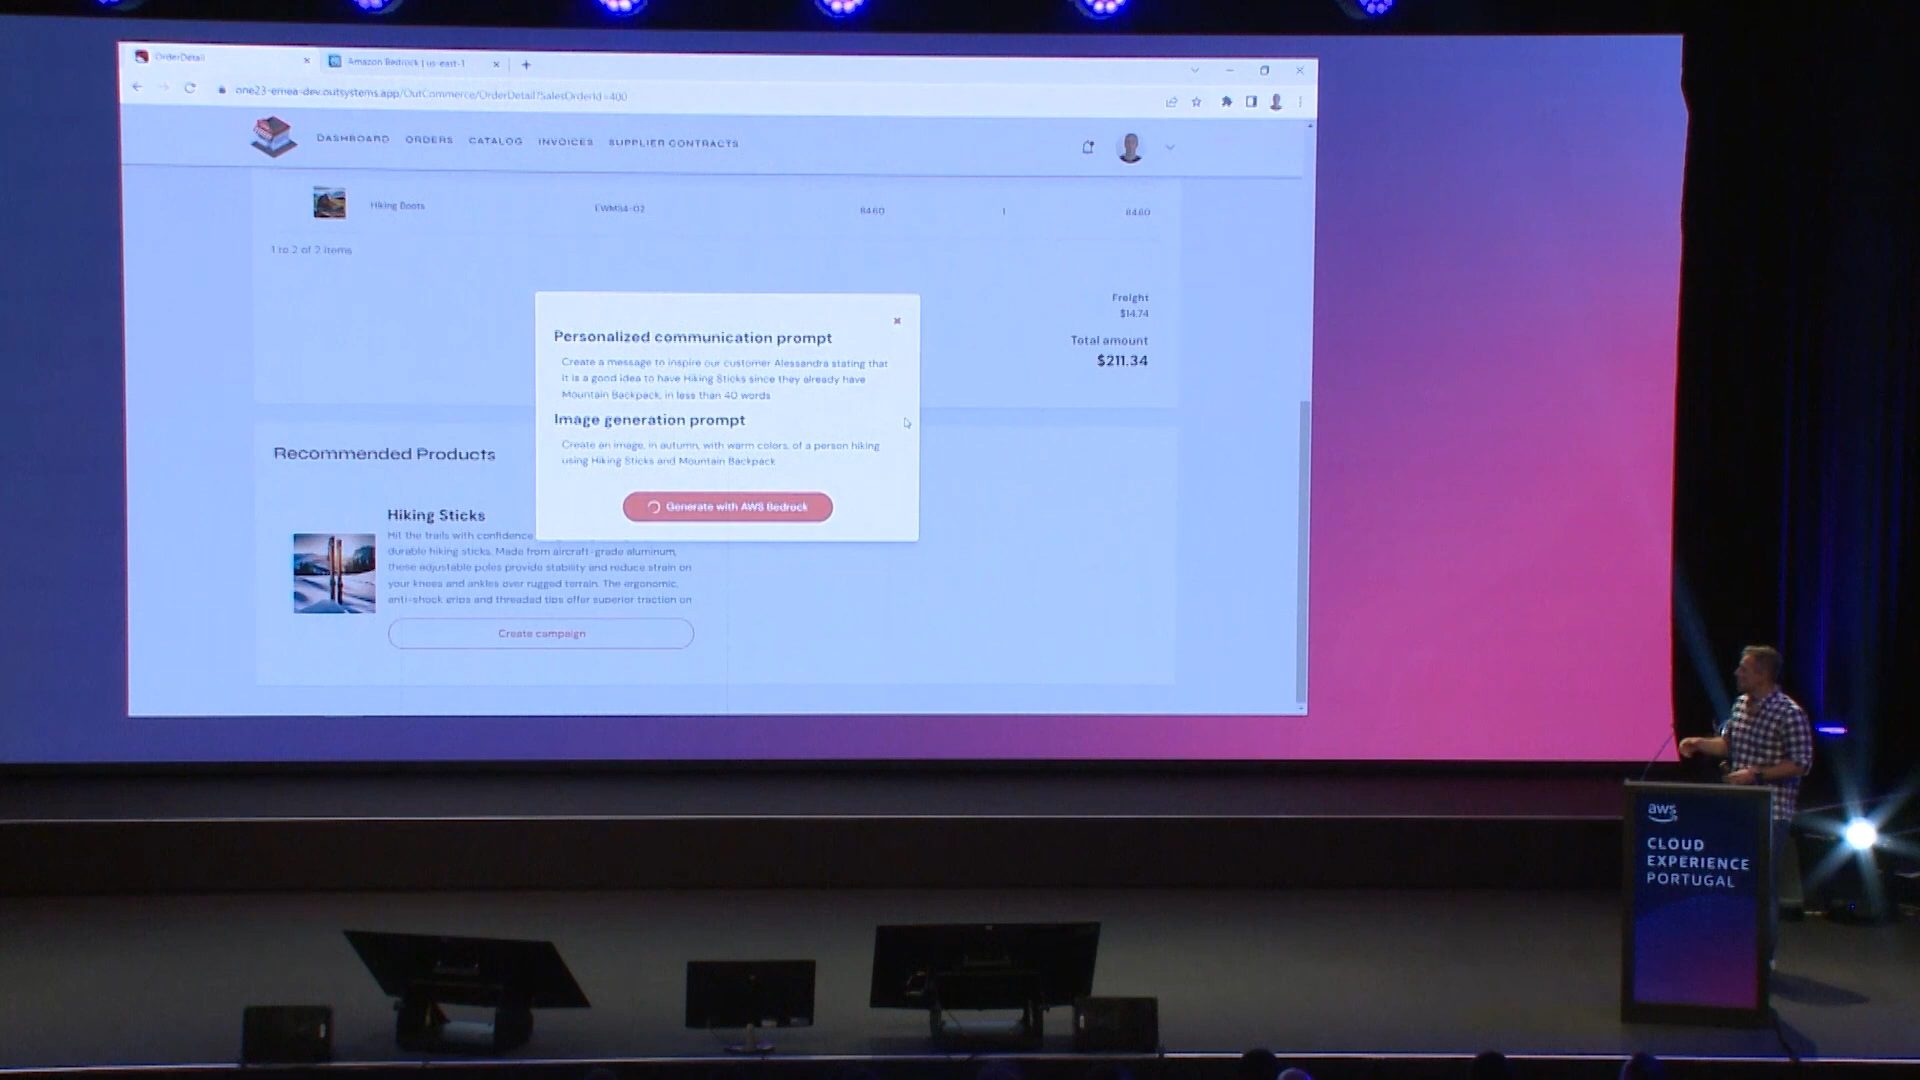 OrderDetail
Amazon Bedrock | us-east-1
one23-emea-dev.outsystems.app/OutCommerce/OrderDetail?SalesOrderId=400
DASHBOARD ORDERS CATALOG INVOICES SUPPLIER CONTRACTS
Hiking Boots
1
1 to 2 of 2 items
Freight
$14.74
Total amount
$211.34
Personalized communication prompt
Create a message to inspire our customer Alessandra stating that
it is a good idea to have Hiking Sticks since they already have
Mountain Backpack, in less than 40 words
Image generation prompt
Create an image, in autumn, with warm colors, of a person hiking
using Hiking Sticks and Mountain Backpack
Generate with AWS Bedrock
Recommended Products
Hiking Sticks
Hit the trails with confidence
durable hiking sticks. Made from aircraft-grade aluminum,
these adjustable poles provide stability and reduce strain on
your knees and ankles over rugged terrain. The ergonomic,
anti-shock grips and threaded tips offer superior traction on
Create campaign
aws
CLOUD
EXPERIENCE
PORTUGAL